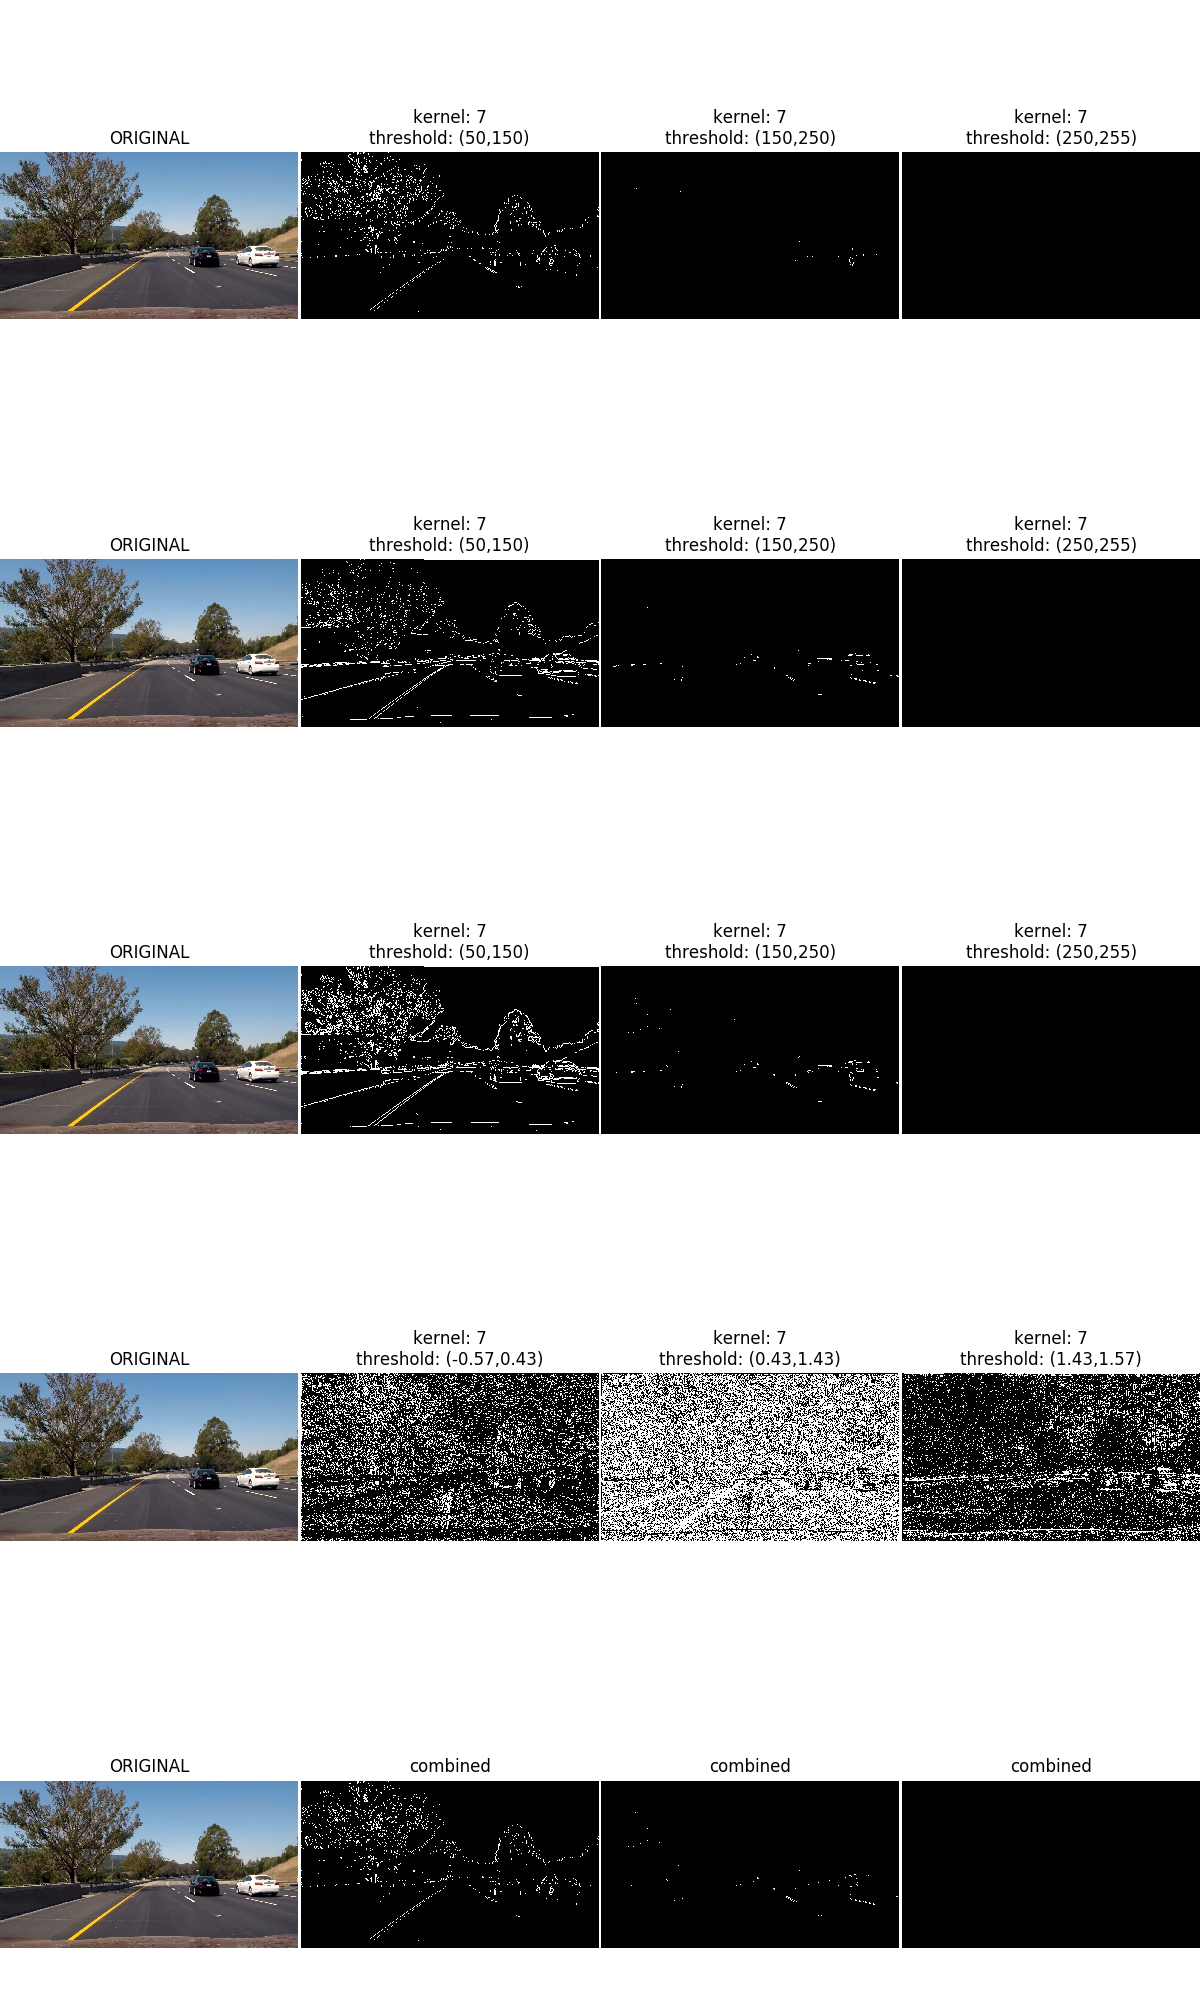 kernel: 7
kernel: 7
kernel: 7
ORIGINAL
threshold: (50,150)
threshold: (150,250)
threshold: (250,255)
kernel: 7
kernel: 7
kernel: 7
ORIGINAL
threshold: (50,150)
threshold: (150,250)
threshold: (250,255)
kernel: 7
kernel: 7
kernel: 7
ORIGINAL
threshold: (50,150)
threshold: (150,250)
threshold: (250,255)
kernel: 7
kernel: 7
kernel: 7
ORIGINAL
threshold: (-0.57,0.43)
threshold: (0.43,1.43)
threshold: (1.43,1.57)
ORIGINAL
combined
combined
combined